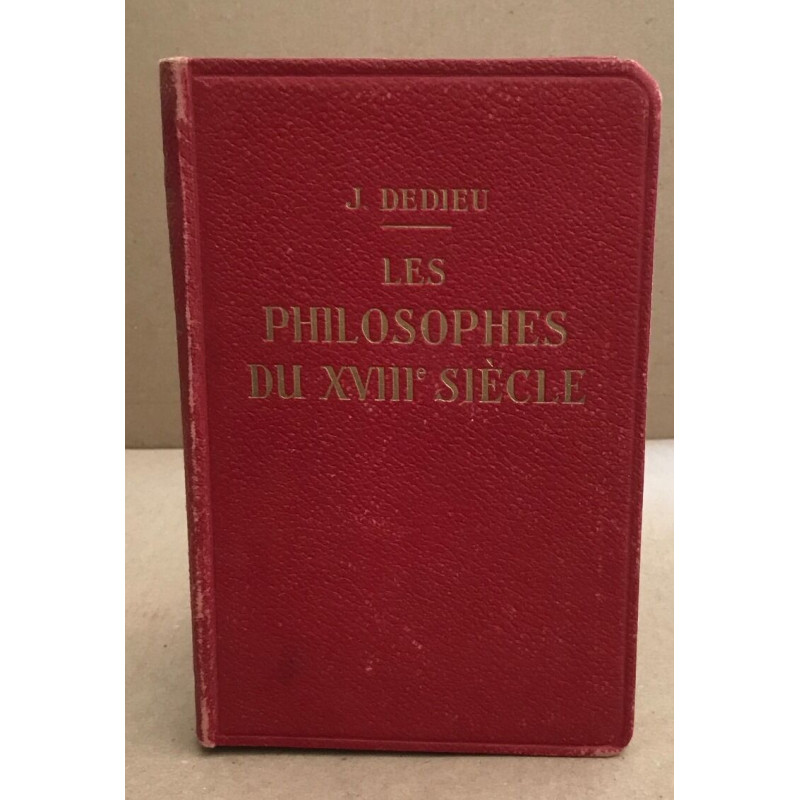 J. DEDIEU
LES
PHILOSOPHES
DU XVIIIe SIÈCLE